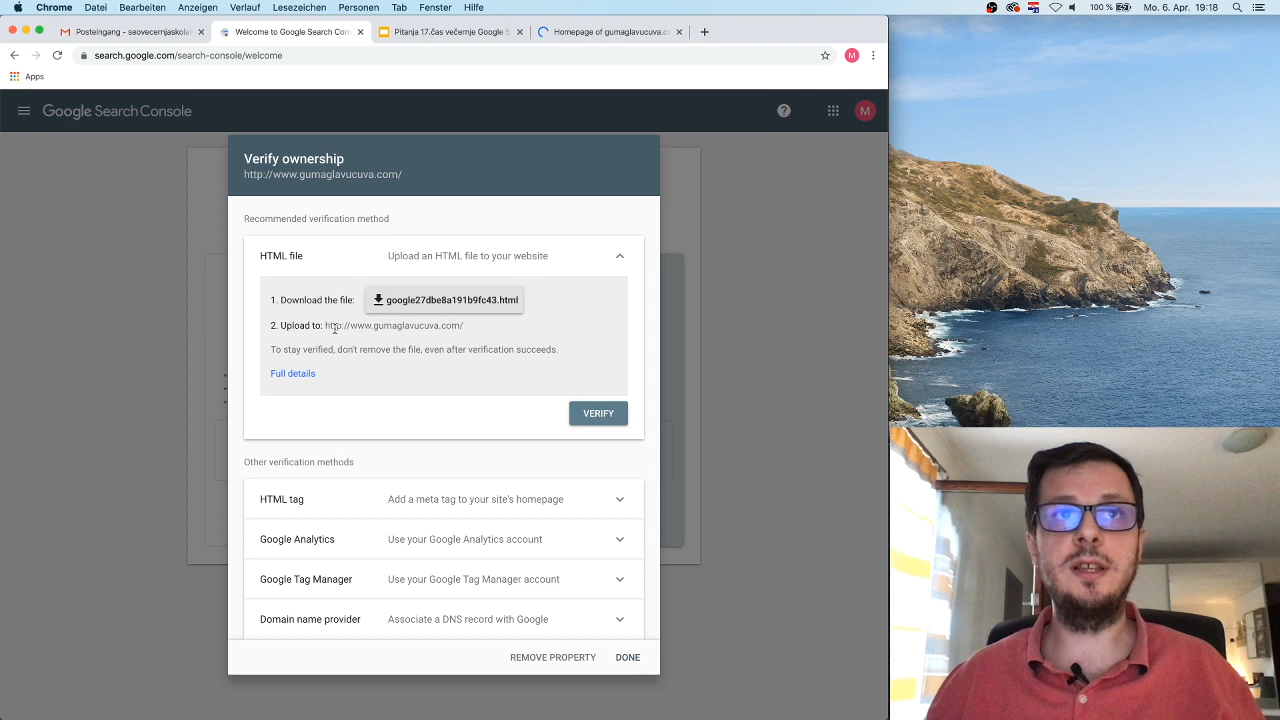 Chrome Datei Bearbeiten Anzeigen Verlauf Lesezeichen Personen Tab Fenster Hilfe 100 % Mo. 6. Apr. 19:18
Posteingang - seovecernjaskola Welcome to Google Search Con Pitanja 17.čas večernje Google S Homepage of gumaglavucuva.co
search.google.com/search-console/welcome M
Apps
Google Search Console M
Verify ownership
http://www.gumaglavucuva.com/
Recommended verification method
HTML file Upload an HTML file to your website
1. Download the file: google27dbe8a191b9fc43.html
2. Upload to: http://www.gumaglavucuva.com/
To stay verified, don't remove the file, even after verification succeeds.
Full details
VERIFY
Other verification methods
HTML tag Add a meta tag to your site's homepage
Google Analytics Use your Google Analytics account
Google Tag Manager Use your Google Tag Manager account
Domain name provider Associate a DNS record with Google
REMOVE PROPERTY DONE